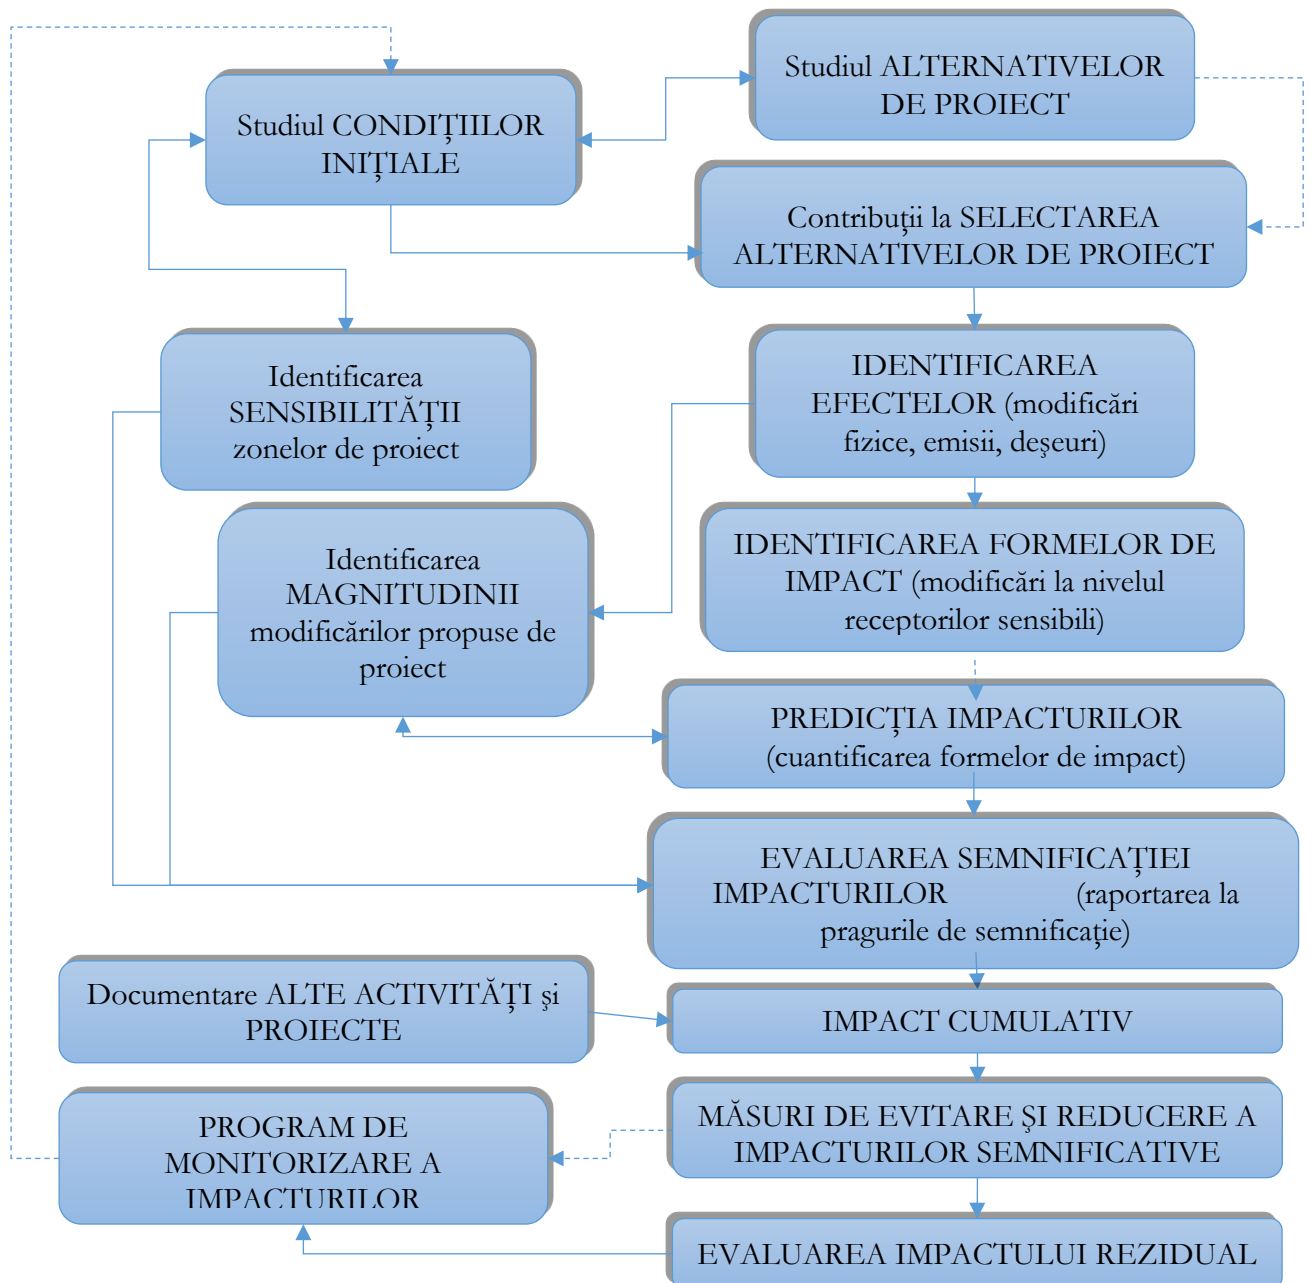 Studiul ALTERNATIVELOR
DE PROIECT
Studiul CONDIŢIILOR
INIŢIALE
Contribuţii la SELECTAREA
ALTERNATIVELOR DE PROIECT
Identificarea
SENSIBILITĂŢII
zonelor de proiect
IDENTIFICAREA
EFECTELOR (modificări
fizice, emisii, deşeuri)
Identificarea
MAGNITUDINII
modificărilor propuse de
proiect
IDENTIFICAREA FORMELOR DE
IMPACT (modificări la nivelul
receptorilor sensibili)
PREDICŢIA IMPACTURILOR
(cuantificarea formelor de impact)
EVALUAREA SEMNIFICAŢIEI
IMPACTURILOR (raportarea la
pragurile de semnificaţie)
Documentare ALTE ACTIVITĂŢI şi
PROIECTE
IMPACT CUMULATIV
PROGRAM DE
MONITORIZARE A
IMPACTURILOR
MĂSURI DE EVITARE ŞI REDUCERE A
IMPACTURILOR SEMNIFICATIVE
EVALUAREA IMPACTULUI REZIDUAL